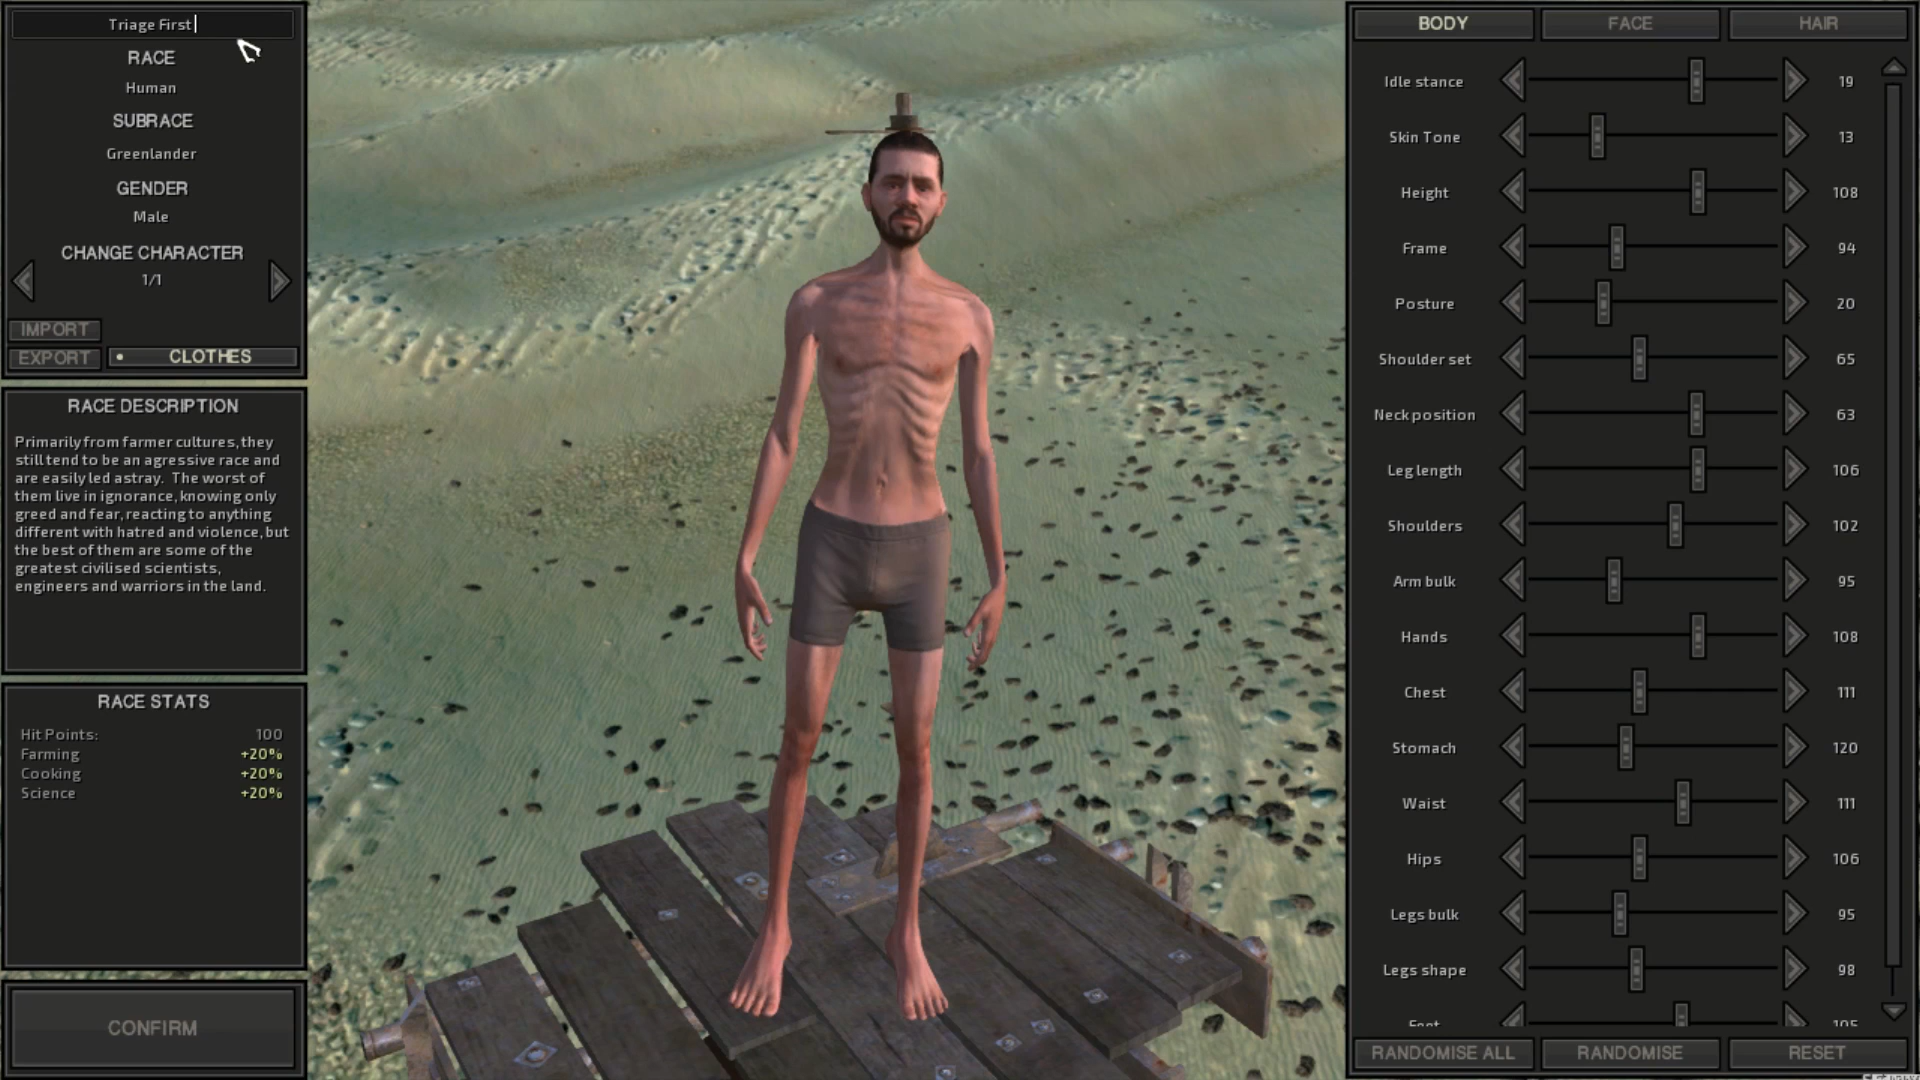 Triage First
RACE
Human
SUBRACE
Greenlander
GENDER
Male
CHANGE CHARACTER
1/1
IMPORT
EXPORT
CLOTHES
RACE DESCRIPTION
Primarily from farmer cultures, they
still tend to be an agressive race and
are easily led astray. The worst of
them live in ignorance, knowing only
greed and fear, reacting to anything
different with hatred and violence, but
the best of them are some of the
greatest civilised scientists,
engineers and warriors in the land.
RACE STATS
Hit Points: 100
Farming +20%
Cooking +20%
Science +20%
CONFIRM
BODY FACE HAIR
Idle stance 19
Skin Tone 13
Height 108
Frame 94
Posture 20
Shoulder set 65
Neck position 63
Leg length 106
Shoulders 102
Arm bulk 95
Hands 108
Chest 111
Stomach 120
Waist 111
Hips 106
Legs bulk 95
Legs shape 98
Feet 105
RANDOMISE ALL RANDOMISE RESET